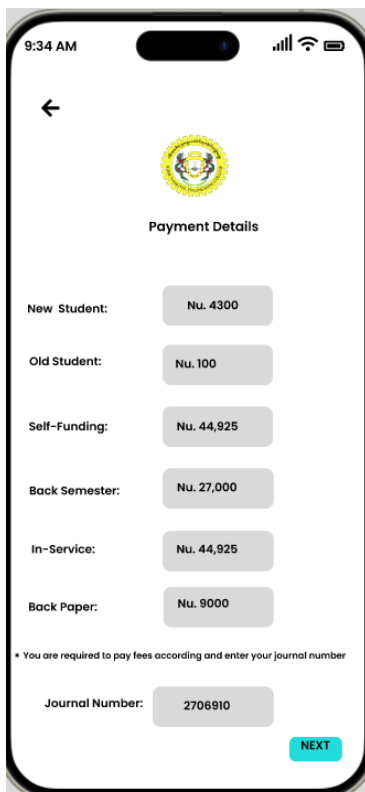 9:34 AM
Payment Details
New Student: Nu. 4300
Old Student: Nu. 100
Self-Funding: Nu. 44,925
Back Semester: Nu. 27,000
In-Service: Nu. 44,925
Back Paper: Nu. 9000
* You are required to pay fees according and enter your journal number
Journal Number: 2706910
NEXT